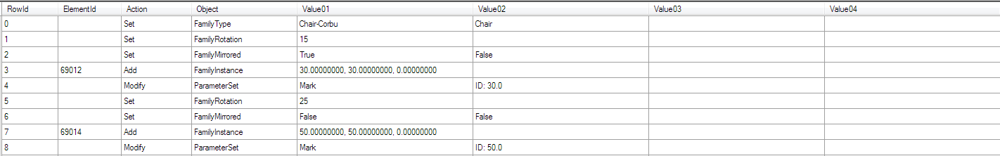 RowId ElementId Action Object Value01 Value02 Value03 Value04
0 Set FamilyType Chair-Corbu Chair
1 Set FamilyRotation 15
2 Set FamilyMirrored True False
3 69012 Add FamilyInstance 30.00000000, 30.00000000, 0.00000000
4 Modify ParameterSet Mark ID: 30.0
5 Set FamilyRotation 25
6 Set FamilyMirrored False False
7 69014 Add FamilyInstance 50.00000000, 50.00000000, 0.00000000
8 Modify ParameterSet Mark ID: 50.0